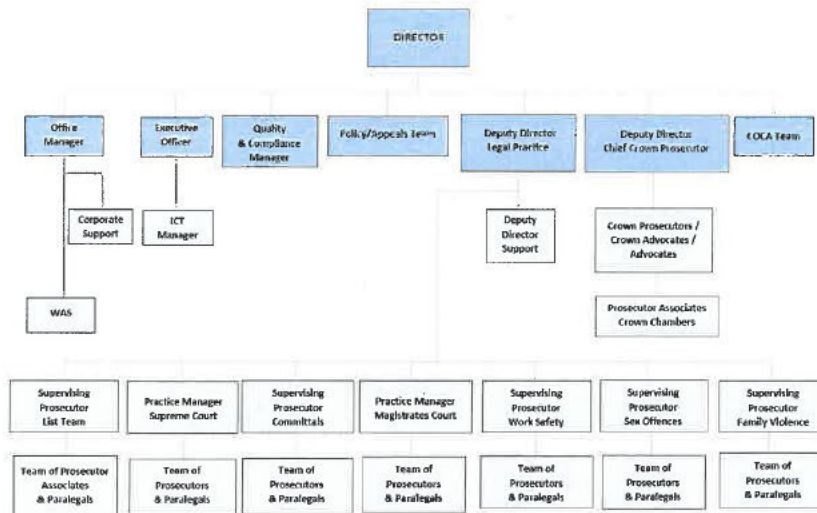 DIRECTOR
Office
Manager
Executive
Officer
Quality
& Compliance
Manager
Policy/Appeals Team
Deputy Director
Legal Practice
Deputy Director
Chief Crown Prosecutor
COCA Team
Corporate
Support
ICT
Manager
Deputy
Director
Support
Crown Prosecutors /
Crown Advocates /
Advocates
WAS
Prosecutor Associates
Crown Chambers
Supervising
Prosecutor
List Team
Practice Manager
Supreme Court
Supervising
Prosecutor
Committals
Practice Manager
Magistrates Court
Supervising
Prosecutor
Work Safety
Supervising
Prosecutor
Sex Offences
Supervising
Prosecutor
Family Violence
Team of Prosecutor
Associates
& Paralegals
Team of
Prosecutors
& Paralegals
Team of
Prosecutors
& Paralegals
Team of
Prosecutors
& Paralegals
Team of
Prosecutors
& Paralegals
Team of
Prosecutors
& Paralegals
Team of
Prosecutors
& Paralegals